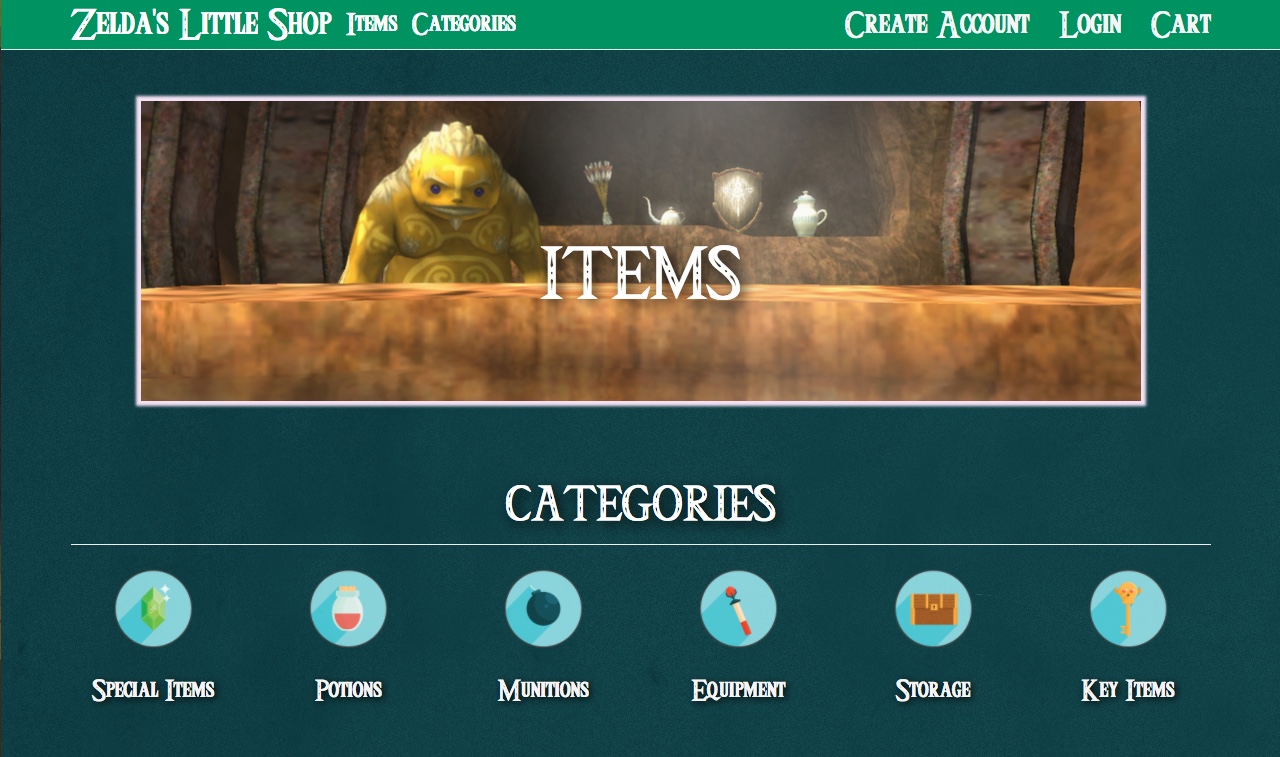 Zelda's Little Shop Items Categories Create Account Login Cart
ITEMS
CATEGORIES
Special Items Potions Munitions Equipment Storage Key Items